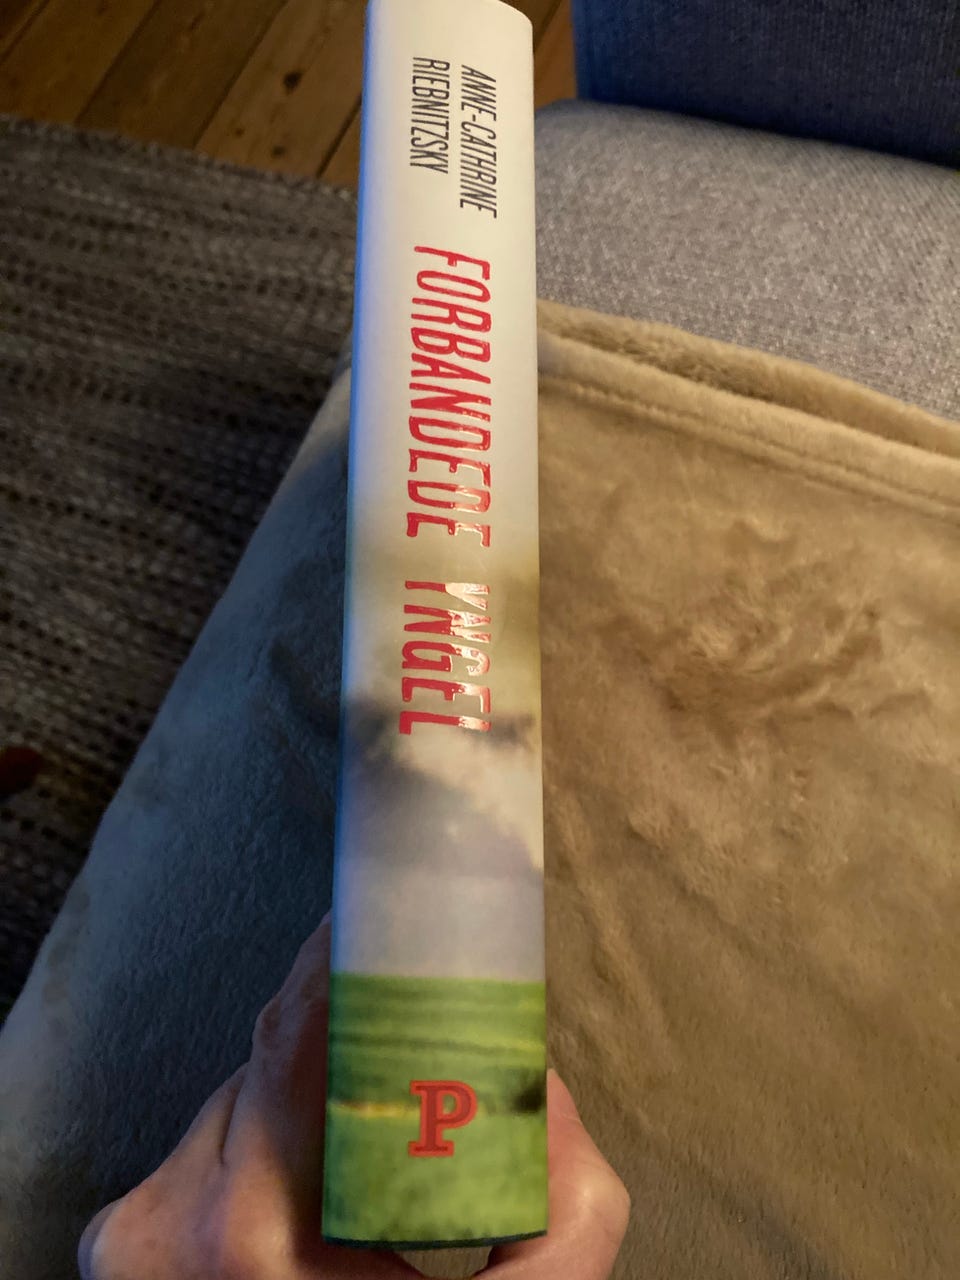 ANNE-CATHRINE
RIEBNITZSKY
FORBANDEDE YNGEL
P